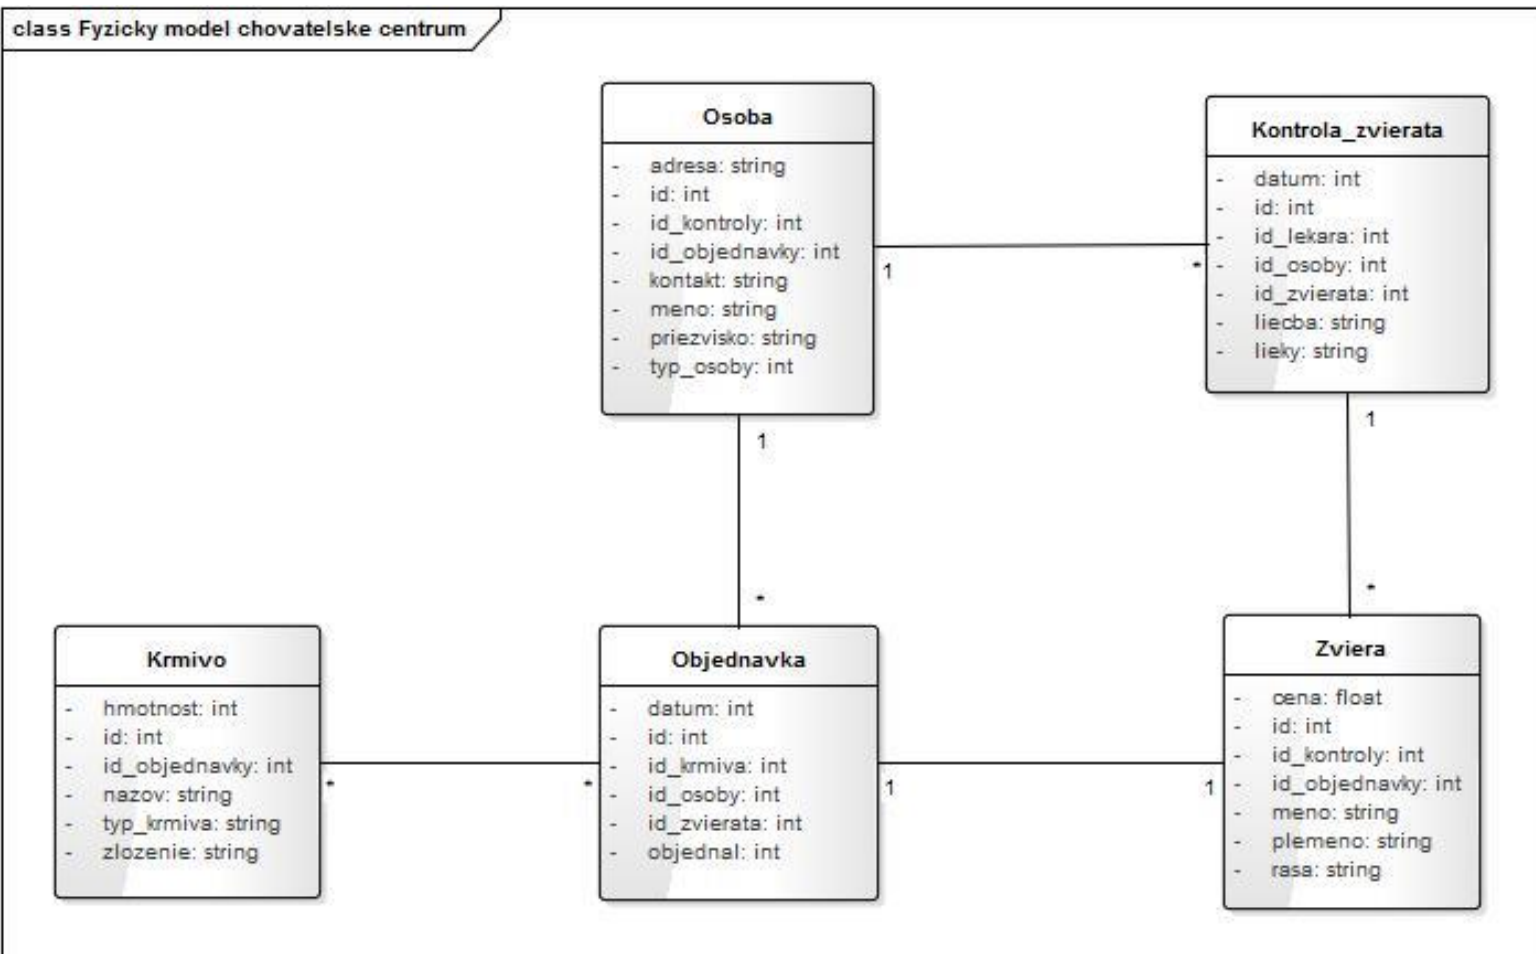 class Fyzicky model chovatelske centrum
Osoba
- adresa: string
- id: int
- id_kontroly: int
- id_objednavky: int
- kontakt: string
- meno: string
- priezvisko: string
- typ_osoby: int
Kontrola_zvierata
- datum: int
- id: int
- id_lekara: int
- id_osoby: int
- id_zvierata: int
- liecba: string
- lieky: string
1
*
1
*
1
*
Krmivo
- hmotnost: int
- id: int
- id_objednavky: int
- nazov: string
- typ_krmiva: string
- zlozenie: string
*
*
Objednavka
- datum: int
- id: int
- id_krmiva: int
- id_osoby: int
- id_zvierata: int
- objednal: int
1
1
Zviera
- cena: float
- id: int
- id_kontroly: int
- id_objednavky: int
- meno: string
- plemeno: string
- rasa: string